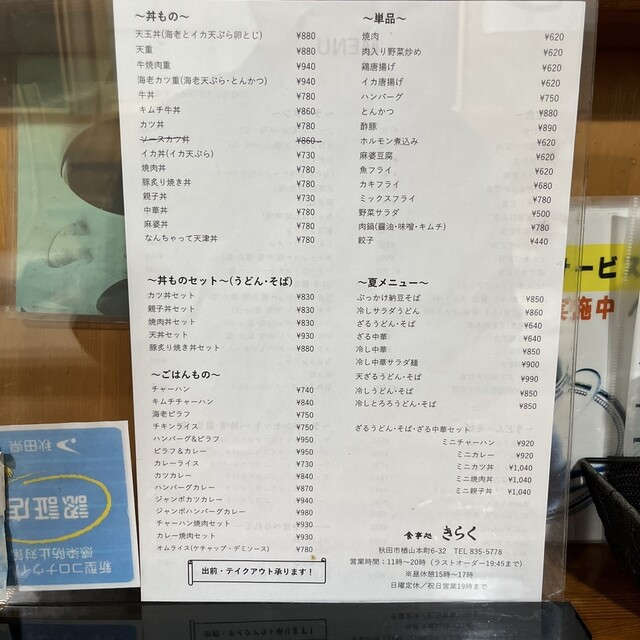 ～丼もの～
天玉丼(海老とイカ天ぷら卵とじ) ¥880
天重 ¥880
牛焼肉重 ¥940
海老カツ重(海老天ぷら・とんかつ) ¥940
牛丼 ¥780
キムチ牛丼 ¥860
カツ丼 ¥780
ソースカツ丼 ¥860
イカ丼(イカ天ぷら) ¥730
焼肉丼 ¥780
豚炙り焼き丼 ¥780
親子丼 ¥730
中華丼 ¥780
麻婆丼 ¥780
なんちゃって天津丼 ¥780
～丼ものセット～(うどん・そば)
カツ丼セット ¥830
親子丼セット ¥830
焼肉丼セット ¥830
天丼セット ¥930
豚炙り焼き丼セット ¥880
～ごはんもの～
チャーハン ¥740
キムチチャーハン ¥840
海老ピラフ ¥750
チキンライス ¥750
ハンバーグ&ピラフ ¥950
ピラフ&カレー ¥950
カレーライス ¥730
カツカレー ¥840
ハンバーグカレー ¥840
ジャンボカツカレー ¥940
ジャンボハンバーグカレー ¥980
チャーハン焼肉セット ¥930
カレー焼肉セット ¥930
オムライス(ケチャップ・デミソース) ¥780
出前・テイクアウト承ります！
～単品～
焼肉 ¥620
肉入り野菜炒め ¥620
鶏唐揚げ ¥620
イカ唐揚げ ¥620
ハンバーグ ¥750
とんかつ ¥880
酢豚 ¥890
ホルモン煮込み ¥620
麻婆豆腐 ¥620
魚フライ ¥620
カキフライ ¥680
ミックスフライ ¥780
野菜サラダ ¥500
肉鍋(醤油・味噌・キムチ) ¥780
餃子 ¥440
～夏メニュー～
ぶっかけ納豆そば ¥850
冷しサラダうどん ¥860
ざるうどん・そば ¥640
ざる中華 ¥640
冷し中華 ¥850
冷し中華サラダ麺 ¥900
天ざるうどん・そば ¥990
冷しうどん・そば ¥850
冷しとろろうどん・そば ¥850
ざるうどん・そば・ざる中華セット
ミニチャーハン ¥920
ミニカレー ¥920
ミニカツ丼 ¥1,040
ミニ焼肉丼 ¥1,040
ミニ親子丼 ¥1,040
食事処 きらく
秋田市楢山本町6-32 TEL 835-5778
営業時間：11時～20時（ラストオーダー19:45まで）
※昼休憩15時～17時
日曜定休／祝日営業19時まで
サービス
実施中
秋田県
認証店
新型コロナウイ
感染防止対策